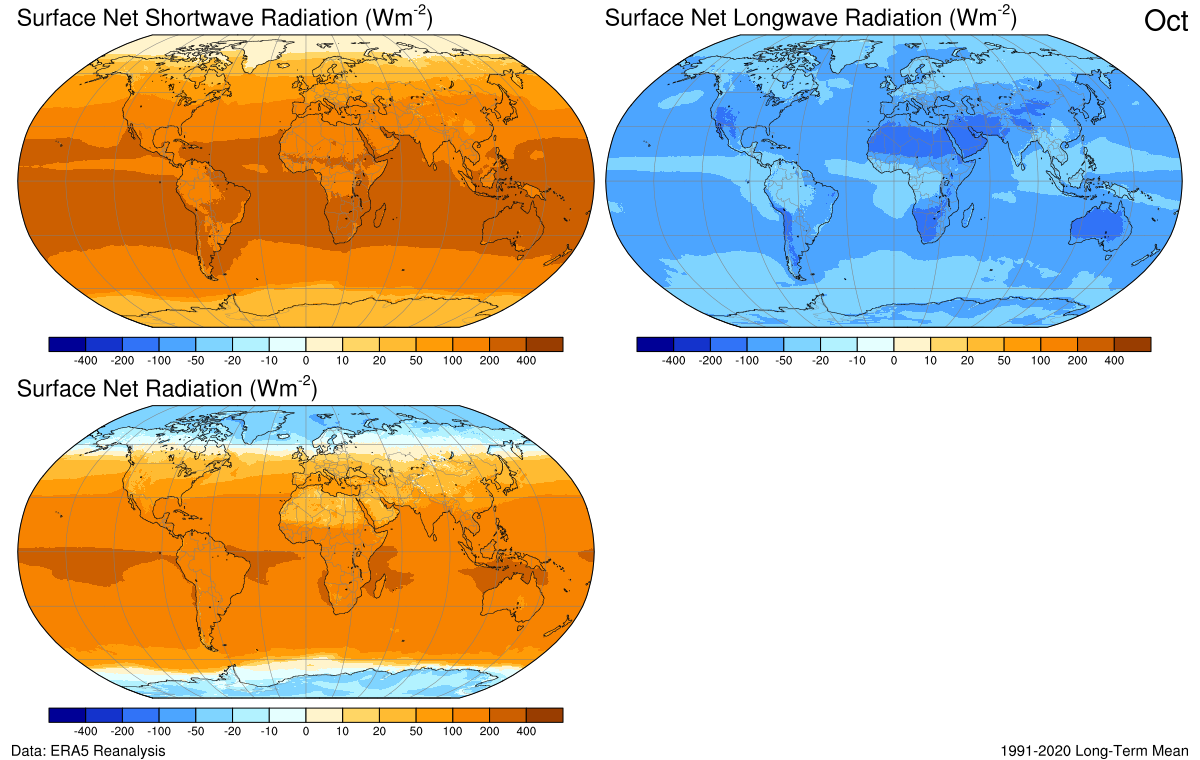 Surface Net Shortwave Radiation (Wm-2)
Surface Net Longwave Radiation (Wm-2)
Oct
-400 -200 -100 -50 -20 -10 0 10 20 50 100 200 400
-400 -200 -100 -50 -20 -10 0 10 20 50 100 200 400
Surface Net Radiation (Wm-2)
-400 -200 -100 -50 -20 -10 0 10 20 50 100 200 400
Data: ERA5 Reanalysis
1991-2020 Long-Term Mean